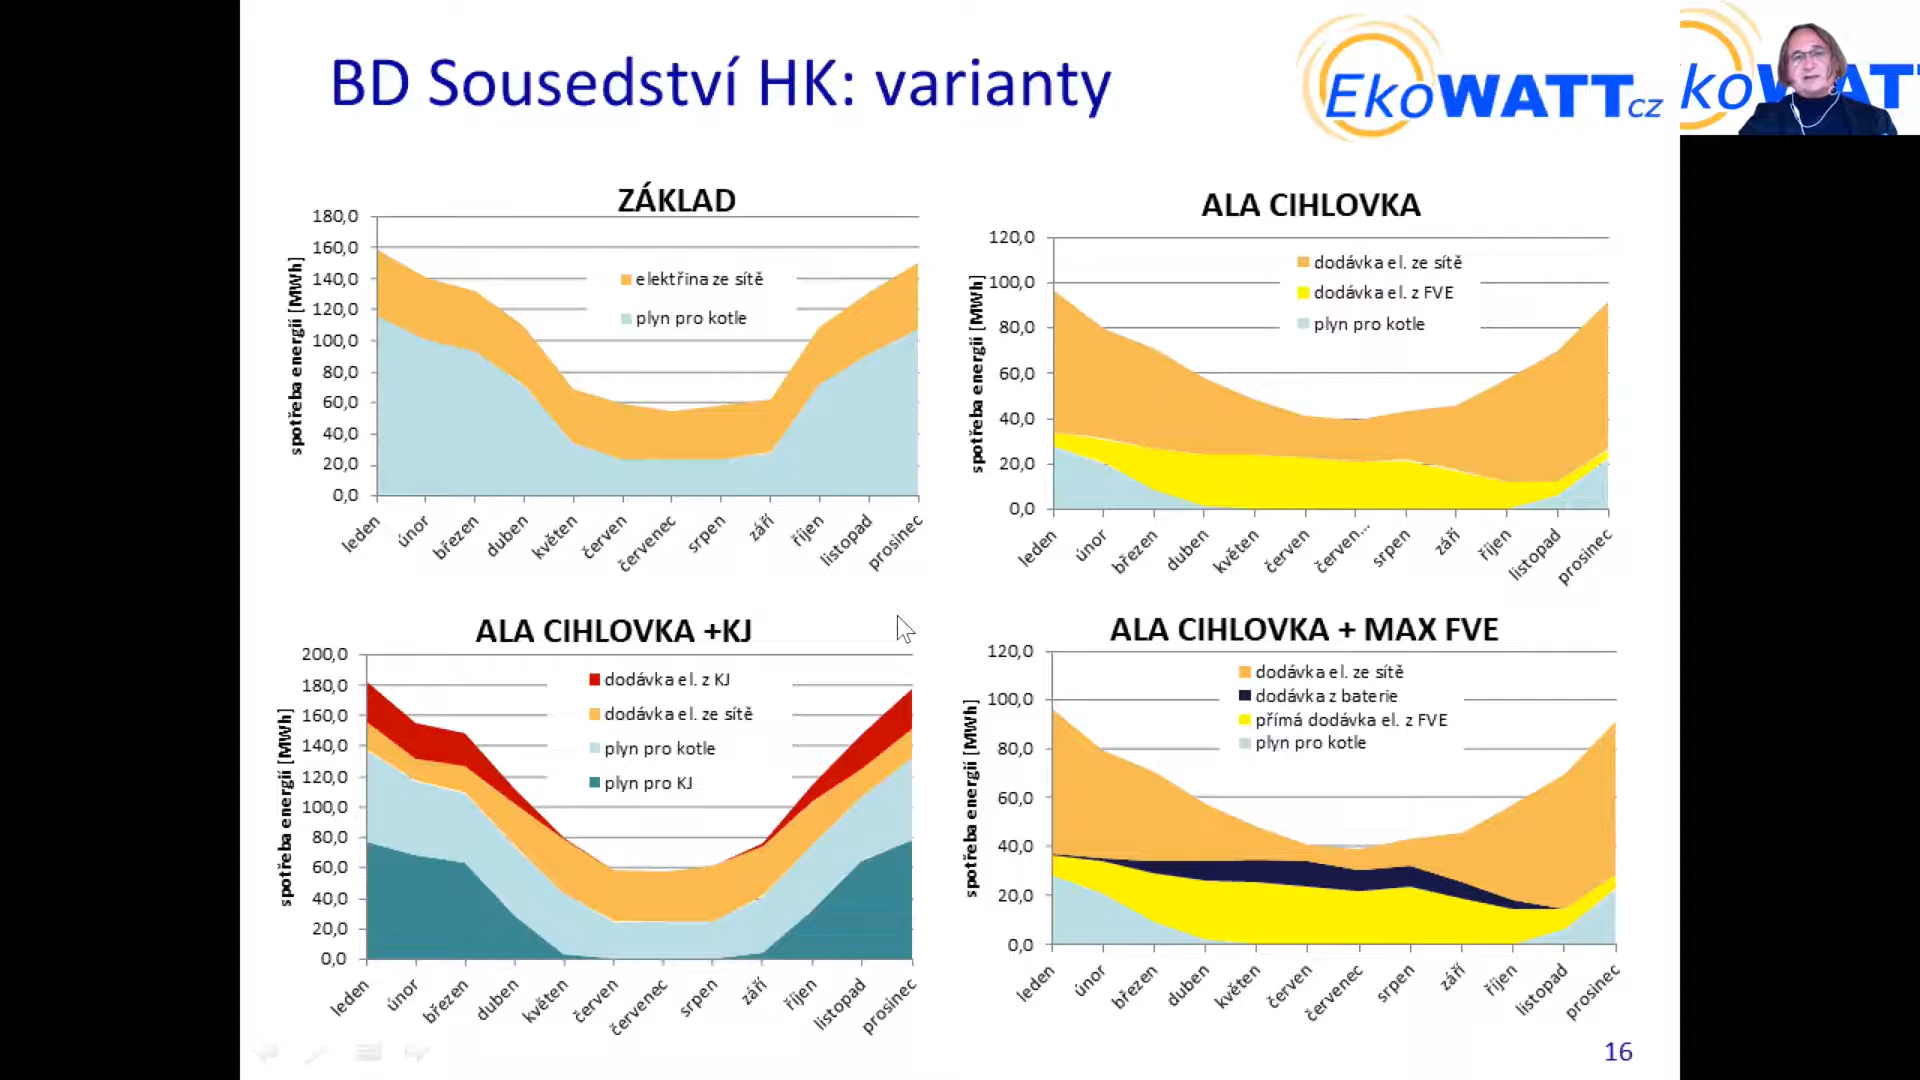 BD Sousedství HK: varianty
EkoWATTcz
koWATT
ZÁKLAD
spotřeba energií [MWh]
180,0
160,0
140,0
120,0
100,0
80,0
60,0
40,0
20,0
0,0
elektřina ze sítě
plyn pro kotle
leden
únor
březen
duben
květen
červen
červenec
srpen
září
říjen
listopad
prosinec
ALA CIHLOVKA
spotřeba energií [MWh]
120,0
100,0
80,0
60,0
40,0
20,0
0,0
dodávka el. ze sítě
dodávka el. z FVE
plyn pro kotle
leden
únor
březen
duben
květen
červen
červen...
srpen
září
říjen
listopad
prosinec
ALA CIHLOVKA +KJ
spotřeba energií [MWh]
200,0
180,0
160,0
140,0
120,0
100,0
80,0
60,0
40,0
20,0
0,0
dodávka el. z KJ
dodávka el. ze sítě
plyn pro kotle
plyn pro KJ
leden
únor
březen
duben
květen
červen
červenec
srpen
září
říjen
listopad
prosinec
ALA CIHLOVKA + MAX FVE
spotřeba energií [MWh]
120,0
100,0
80,0
60,0
40,0
20,0
0,0
dodávka el. ze sítě
dodávka z baterie
přímá dodávka el. z FVE
plyn pro kotle
leden
únor
březen
duben
květen
červen
červenec
srpen
září
říjen
listopad
prosinec
16